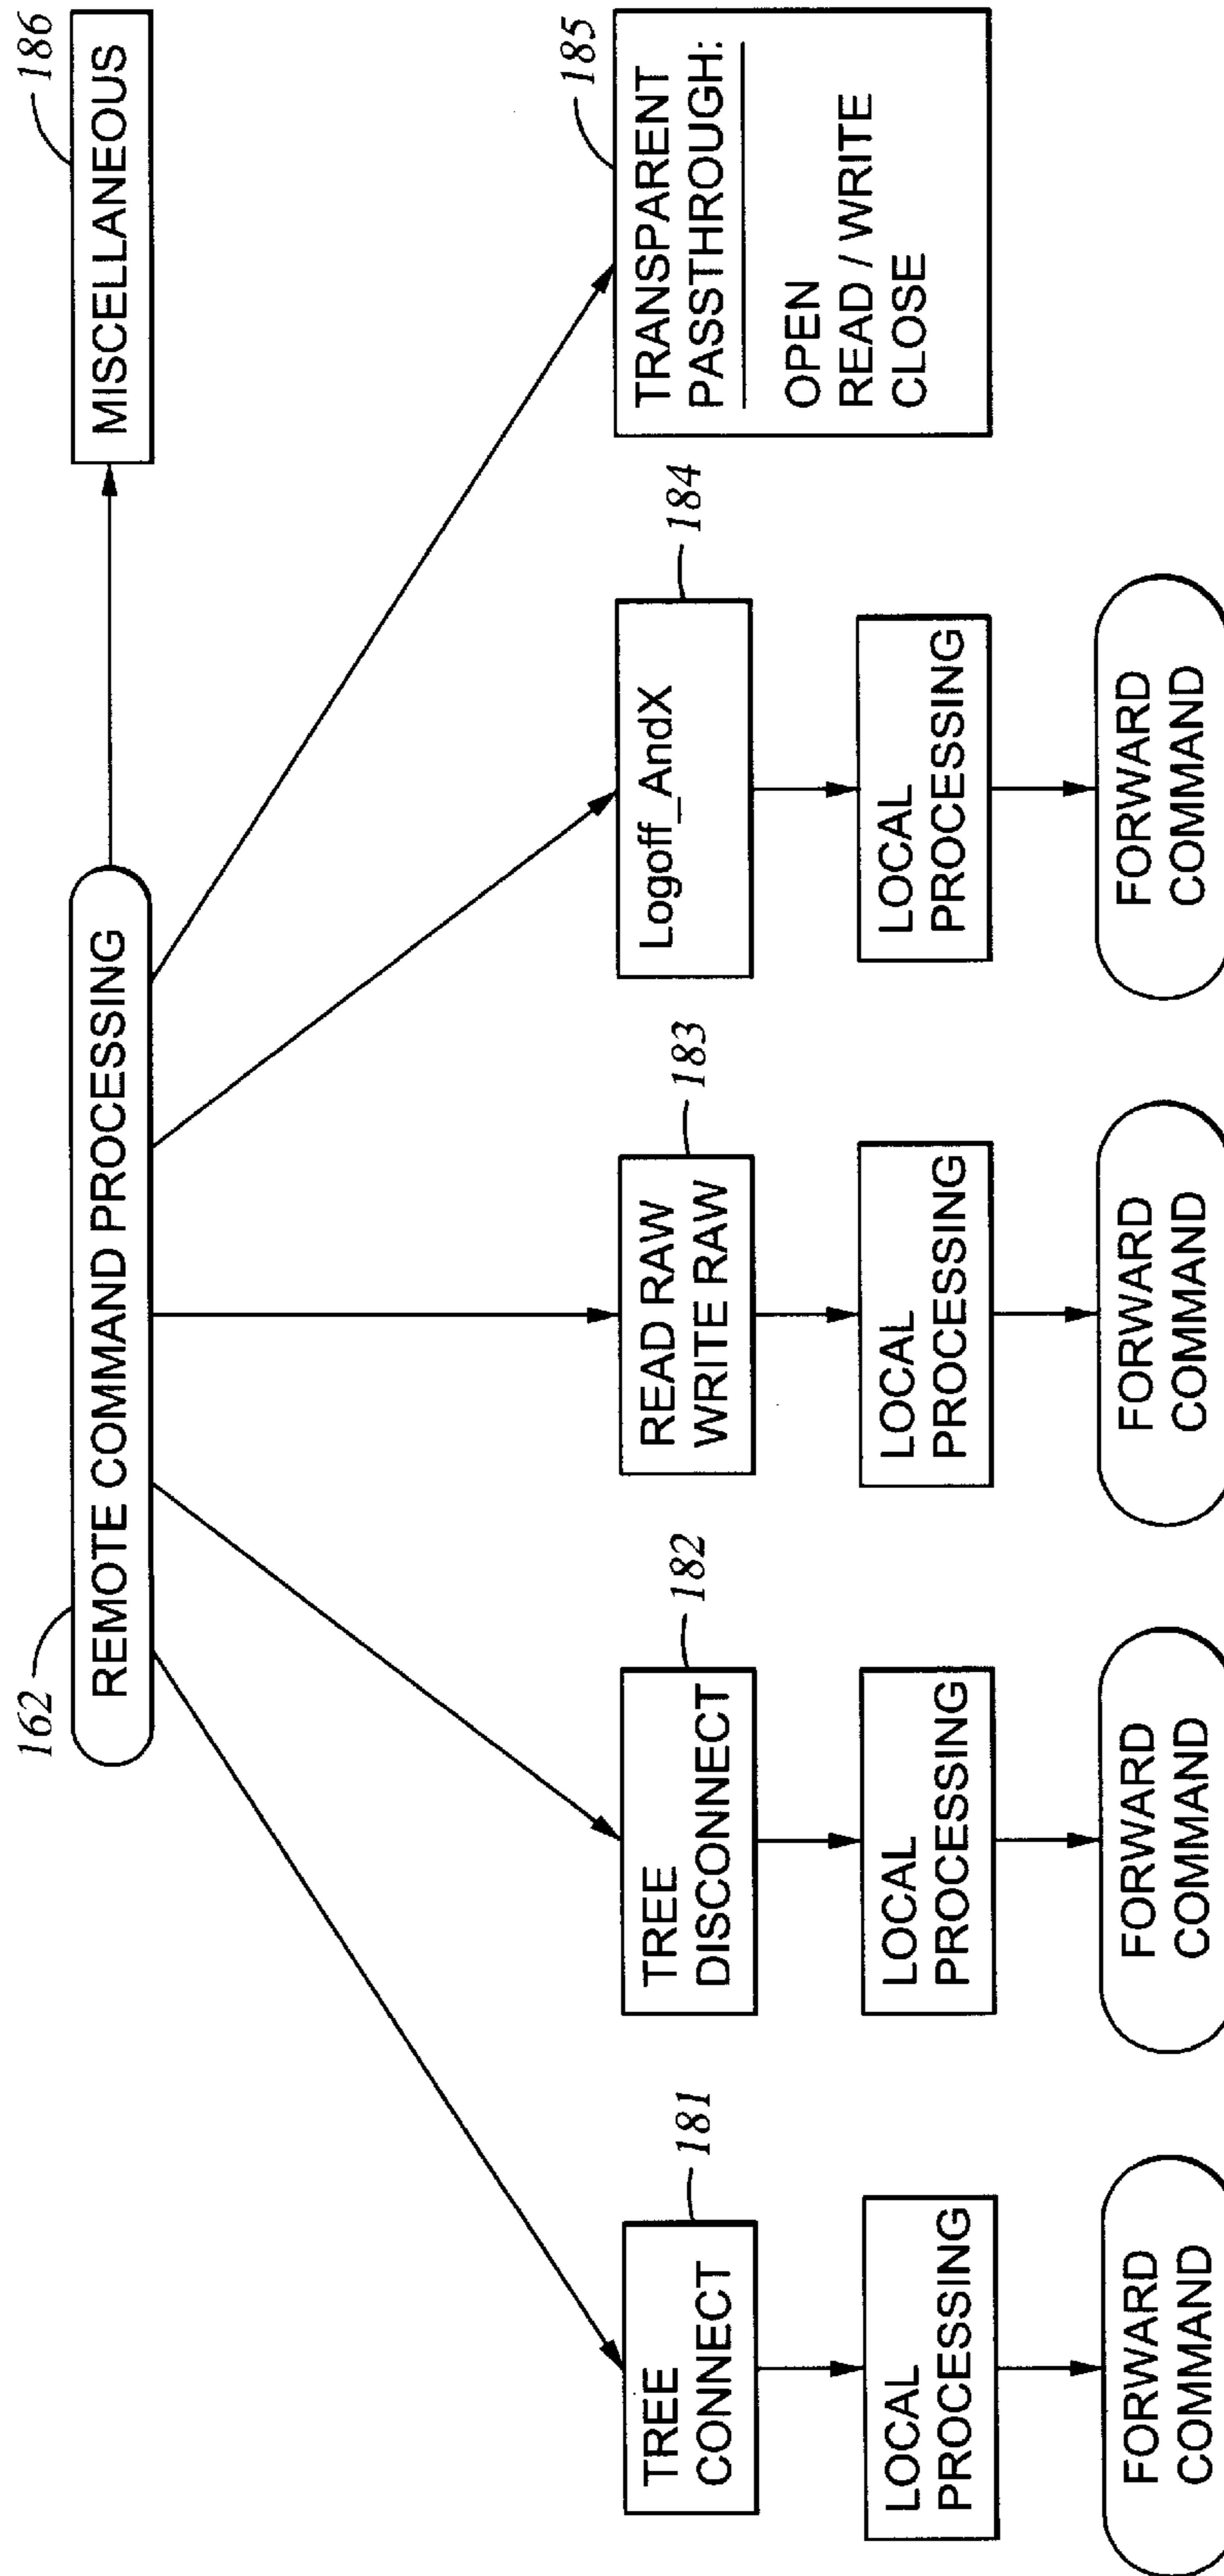 162
REMOTE COMMAND PROCESSING
186
MISCELLANEOUS
181
TREE
CONNECT
182
TREE
DISCONNECT
183
READ RAW
WRITE RAW
184
Logoff_AndX
185
TRANSPARENT
PASSTHROUGH:
OPEN
READ / WRITE
CLOSE
LOCAL
PROCESSING
LOCAL
PROCESSING
LOCAL
PROCESSING
LOCAL
PROCESSING
FORWARD
COMMAND
FORWARD
COMMAND
FORWARD
COMMAND
FORWARD
COMMAND